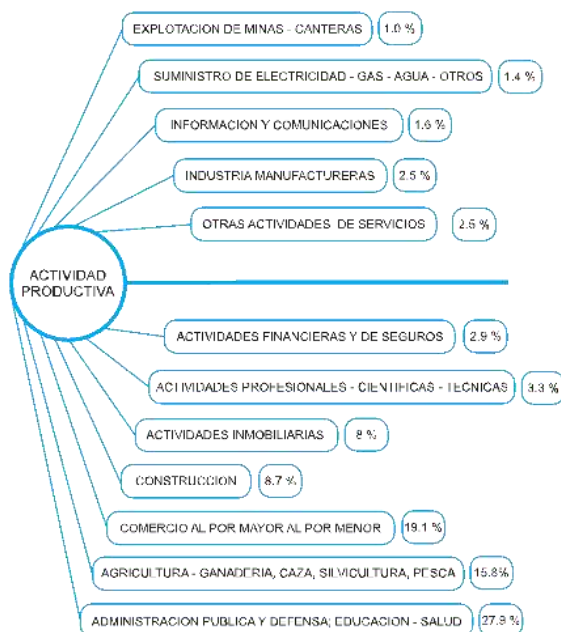 EXPLOTACION DE MINAS - CANTERAS 1.0 %
SUMINISTRO DE ELECTRICIDAD - GAS - AGUA - OTROS 1.4 %
INFORMACION Y COMUNICACIONES 1.6 %
INDUSTRIA MANUFACTURERAS 2.5 %
OTRAS ACTIVIDADES DE SERVICIOS 2.5 %
ACTIVIDAD
PRODUCTIVA
ACTIVIDADES FINANCIERAS Y DE SEGUROS 2.9 %
ACTIVIDADES PROFESIONALES - CIENTIFICAS - TECNICAS 3.3 %
ACTIVIDADES INMOBILIARIAS 8 %
CONSTRUCCION 8.7 %
COMERCIO AL POR MAYOR AL POR MENOR 19.1 %
AGRICULTURA - GANADERIA, CAZA, SILVICULTURA, PESCA 15.8%
ADMINISTRACION PUBLICA Y DEFENSA; EDUCACION - SALUD 27.9 %